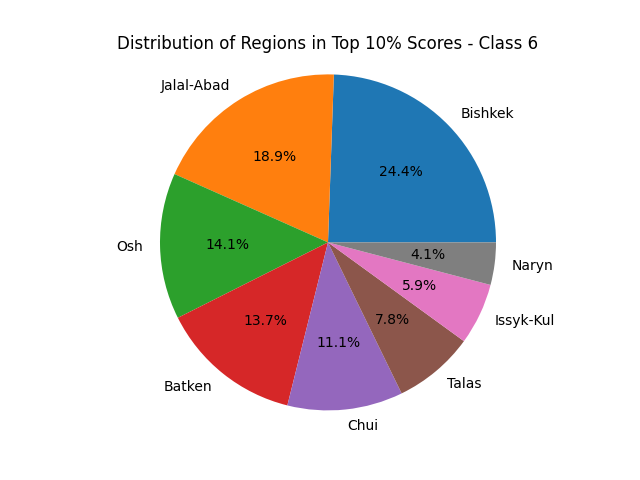 Distribution of Regions in Top 10% Scores - Class 6
Jalal-Abad
Bishkek
18.9%
24.4%
Osh
14.1%
4.1%
Naryn
5.9%
Issyk-Kul
13.7%
7.8%
11.1%
Batken
Talas
Chui